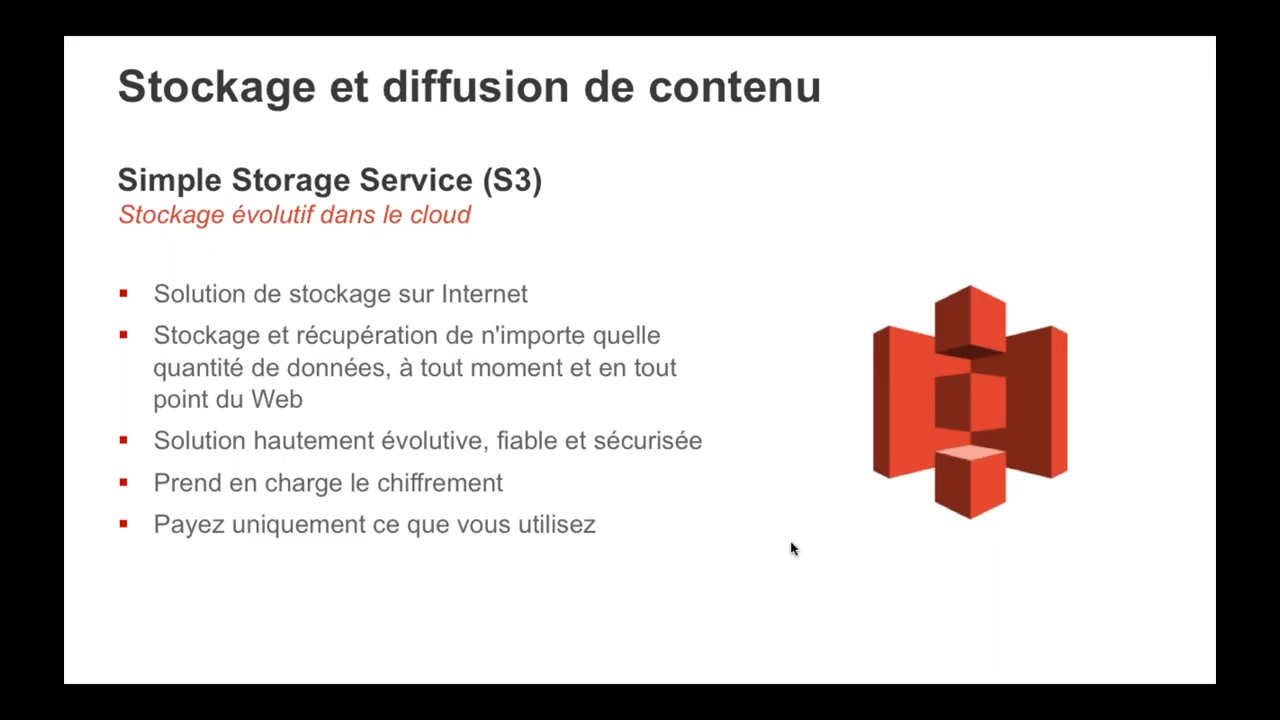 Stockage et diffusion de contenu
Simple Storage Service (S3)
Stockage évolutif dans le cloud
Solution de stockage sur Internet
Stockage et récupération de n'importe quelle
quantité de données, à tout moment et en tout
point du Web
Solution hautement évolutive, fiable et sécurisée
Prend en charge le chiffrement
Payez uniquement ce que vous utilisez